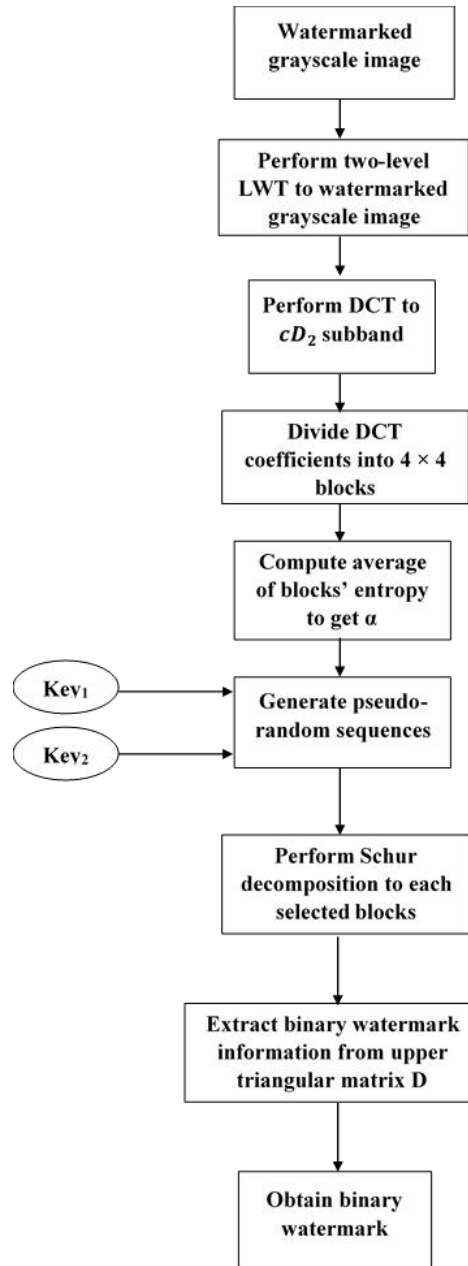 Watermarked
grayscale image
Perform two-level
LWT to watermarked
grayscale image
Perform DCT to
cD₂ subband
Divide DCT
coefficients into 4 × 4
blocks
Compute average
of blocks’ entropy
to get α
Key₁
Generate pseudo-
random sequences
Key₂
Perform Schur
decomposition to each
selected blocks
Extract binary watermark
information from upper
triangular matrix D
Obtain binary
watermark